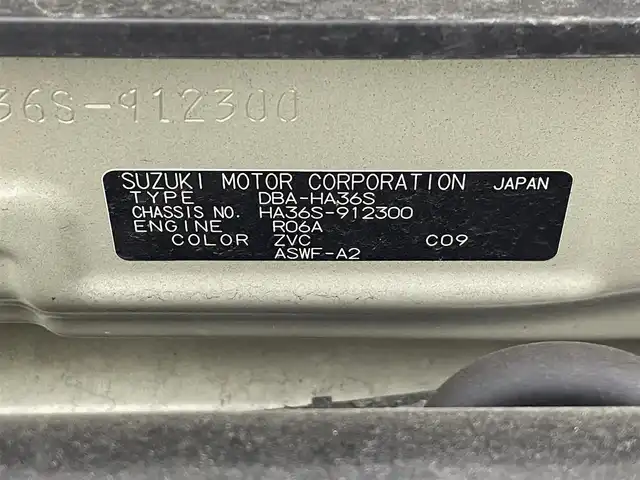 36S-912300
SUZUKI MOTOR CORPORATION JAPAN
TYPE DBA-HA36S
CHASSIS NO. HA36S-912300
ENGINE R06A
COLOR ZVC C09
ASWF-A2